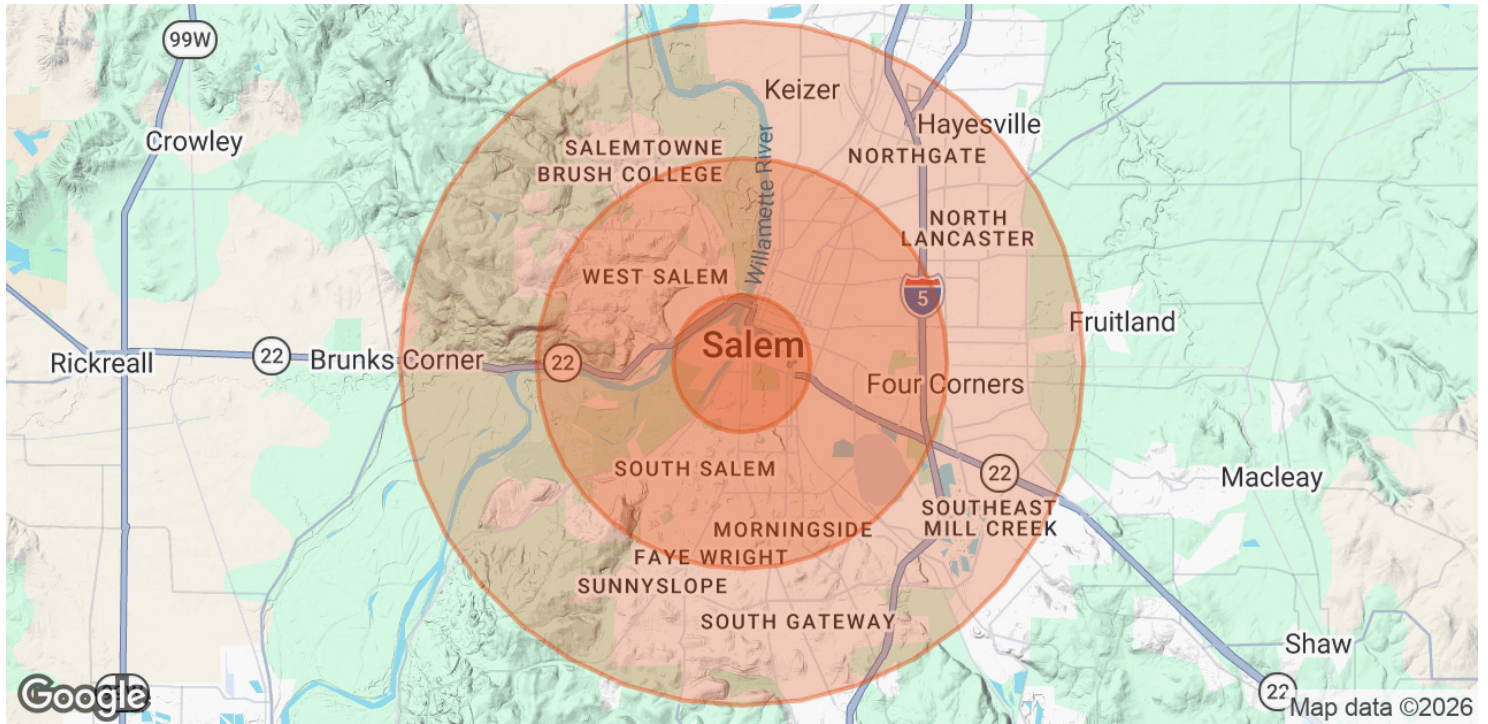 99W
Keizer
Crowley
Hayesville
SALEMTOWNE
NORTHGATE
BRUSH COLLEGE
Willamette River
NORTH
LANCASTER
WEST SALEM
5
Fruitland
Salem
22
Rickreall
Brunks Corner
22
Four Corners
SOUTH SALEM
22
Macleay
SOUTHEAST
MILL CREEK
MORNINGSIDE
FAYE WRIGHT
SUNNYSLOPE
SOUTH GATEWAY
Shaw
22
Google
Map data ©2026